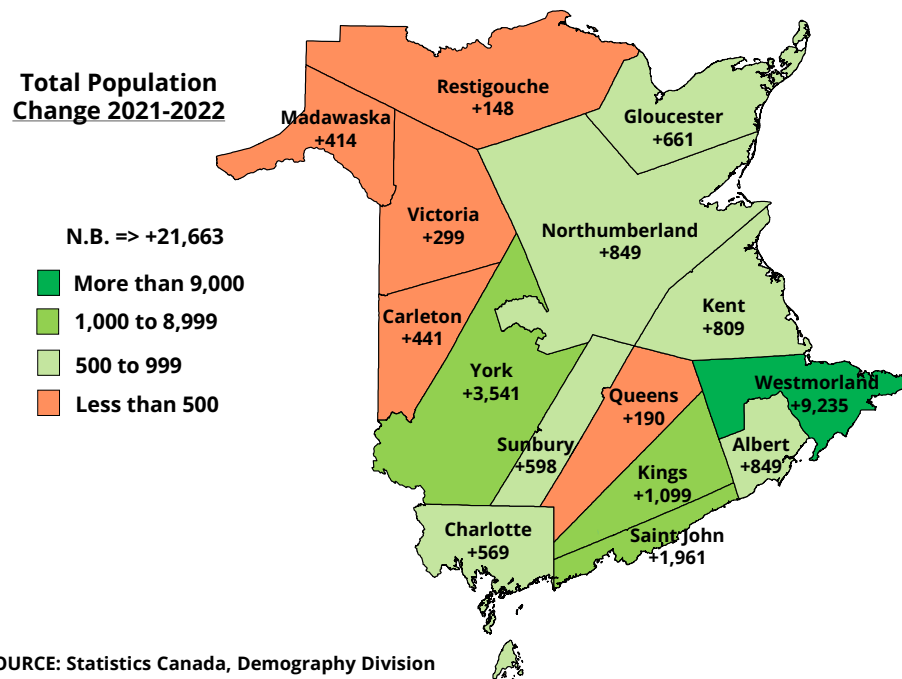 Total Population
Change 2021-2022
N.B. => +21,663
More than 9,000
1,000 to 8,999
500 to 999
Less than 500
Restigouche
+148
Madawaska
+414
Gloucester
+661
Victoria
+299
Northumberland
+849
Carleton
+441
Kent
+809
York
+3,541
Queens
+190
Westmorland
+9,235
Sunbury
+598
Albert
+849
Kings
+1,099
Charlotte
+569
Saint John
+1,961
OURCE: Statistics Canada, Demography Division